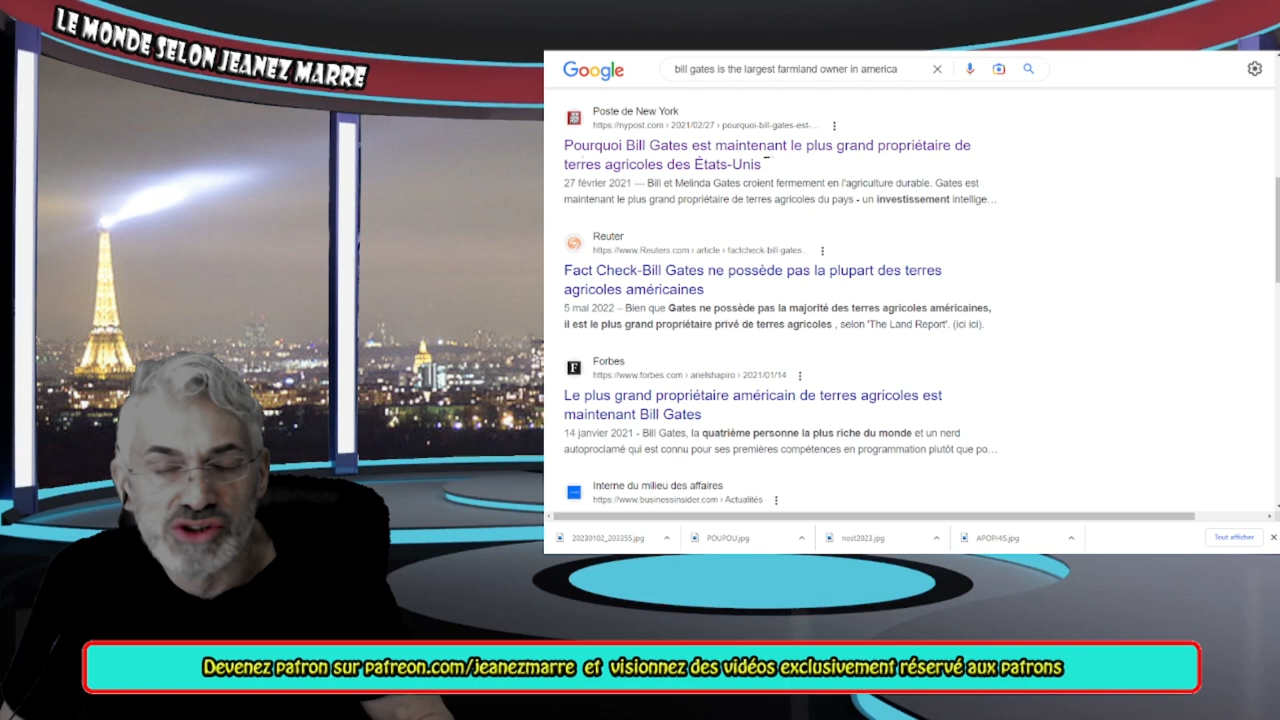 LE MONDE SELON JEANEZ MARRE
Google
bill gates is the largest farmland owner in america
Poste de New York
https://nypost.com › 2021/02/27 › pourquoi-bill-gates-est-...
Pourquoi Bill Gates est maintenant le plus grand propriétaire de
terres agricoles des États-Unis
27 février 2021 — Bill et Melinda Gates croient fermement en l'agriculture durable. Gates est
maintenant le plus grand propriétaire de terres agricoles du pays - un investissement intellige...
Reuter
https://www.Reuters.com › article › factcheck-bill-gates...
Fact Check-Bill Gates ne possède pas la plupart des terres
agricoles américaines
5 mai 2022 – Bien que Gates ne possède pas la majorité des terres agricoles américaines,
il est le plus grand propriétaire privé de terres agricoles , selon 'The Land Report'. (ici ici).
Forbes
https://www.forbes.com › arielshapiro › 2021/01/14
Le plus grand propriétaire américain de terres agricoles est
maintenant Bill Gates
14 janvier 2021 - Bill Gates, la quatrième personne la plus riche du monde et un nerd
autoproclamé qui est connu pour ses premières compétences en programmation plutôt que po...
Interne du milieu des affaires
https://www.businessinsider.com › Actualités
20230102_203355.jpg
POUPOU.jpg
nost2023.jpg
APOPHIS.jpg
Tout afficher
Devenez patron sur patreon.com/jeanezmarre et visionnez des vidéos exclusivement réservé aux patrons